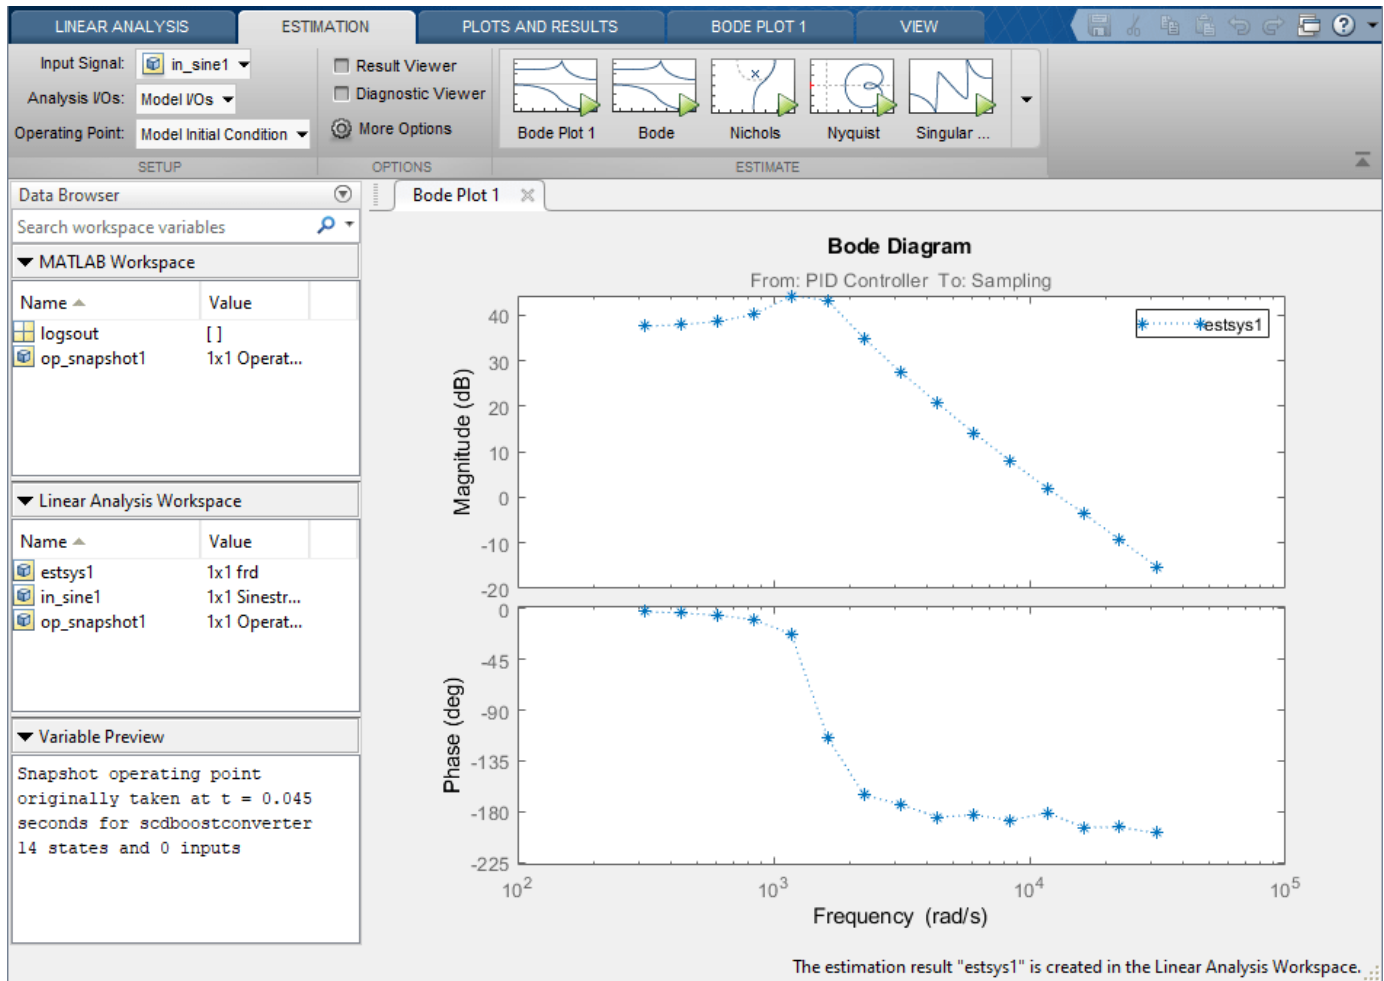 LINEAR ANALYSIS ESTIMATION PLOTS AND RESULTS BODE PLOT 1 VIEW
Input Signal: in_sine1
Analysis I/Os: Model I/Os
Operating Point: Model Initial Condition
SETUP
Result Viewer
Diagnostic Viewer
More Options
OPTIONS
Bode Plot 1 Bode Nichols Nyquist Singular ...
ESTIMATE
Data Browser
Search workspace variables
MATLAB Workspace
Name Value
logsout [ ]
op_snapshot1 1x1 Operat...
Linear Analysis Workspace
Name Value
estsys1 1x1 frd
in_sine1 1x1 Sinestr...
op_snapshot1 1x1 Operat...
Variable Preview
Snapshot operating point
originally taken at t = 0.045
seconds for scdboostconverter
14 states and 0 inputs
Bode Plot 1
Bode Diagram
From: PID Controller To: Sampling
estsys1
Magnitude (dB)
40
30
20
10
0
-10
-20
Phase (deg)
0
-45
-90
-135
-180
-225
10^2 10^3 10^4 10^5
Frequency (rad/s)
The estimation result "estsys1" is created in the Linear Analysis Workspace.